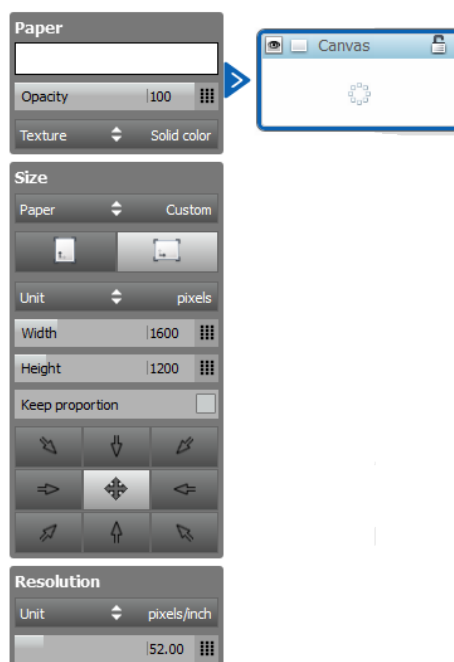 Paper
Opacity 100
Texture Solid color
Size
Paper Custom
Unit pixels
Width 1600
Height 1200
Keep proportion
Resolution
Unit pixels/inch
52.00
Canvas